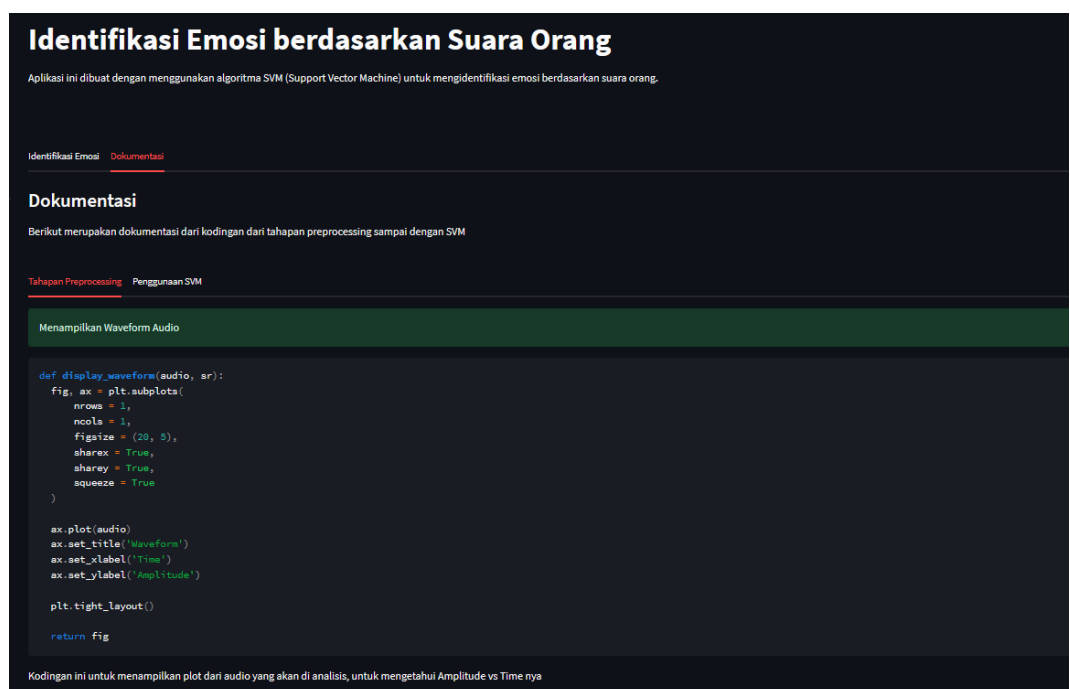 Identifikasi Emosi berdasarkan Suara Orang
Aplikasi ini dibuat dengan menggunakan algoritma SVM (Support Vector Machine) untuk mengidentifikasi emosi berdasarkan suara orang.
Identifikasi Emosi Dokumentasi
Dokumentasi
Berikut merupakan dokumentasi dari kodingan dari tahapan preprocessing sampai dengan SVM
Tahapan Preprocessing Penggunaan SVM
Menampilkan Waveform Audio
def display_waveform(audio, sr):
  fig, ax = plt.subplots(
      nrows = 1,
      ncols = 1,
      figsize = (20, 5),
      sharex = True,
      sharey = True,
      squeeze = True
  )
  ax.plot(audio)
  ax.set_title('Waveform')
  ax.set_xlabel('Time')
  ax.set_ylabel('Amplitude')
  plt.tight_layout()
  return fig
Kodingan ini untuk menampilkan plot dari audio yang akan di analisis, untuk mengetahui Amplitude vs Time nya